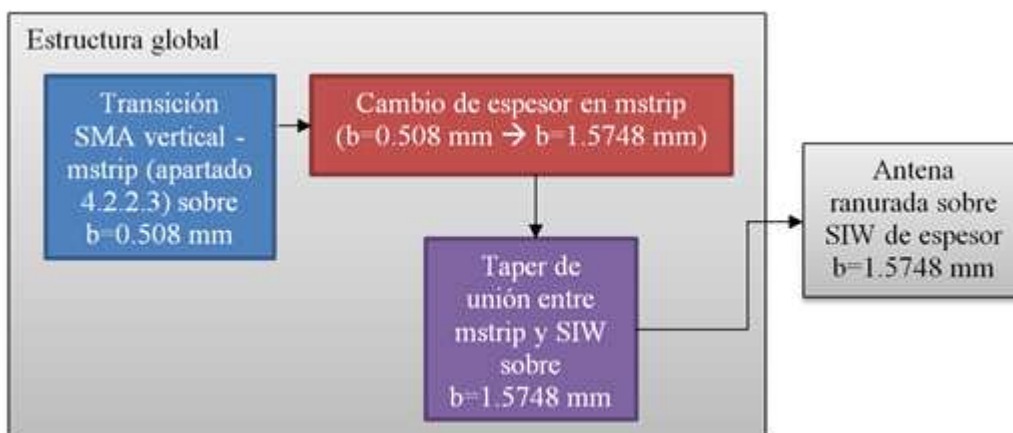 Estructura global
Transición
SMA vertical -
mstrip (apartado
4.2.2.3) sobre
b=0.508 mm
Cambio de espesor en mstrip
(b=0.508 mm → b=1.5748 mm)
Taper de
unión entre
mstrip y SIW
sobre
b=1.5748 mm
Antena
ranurada sobre
SIW de espesor
b=1.5748 mm